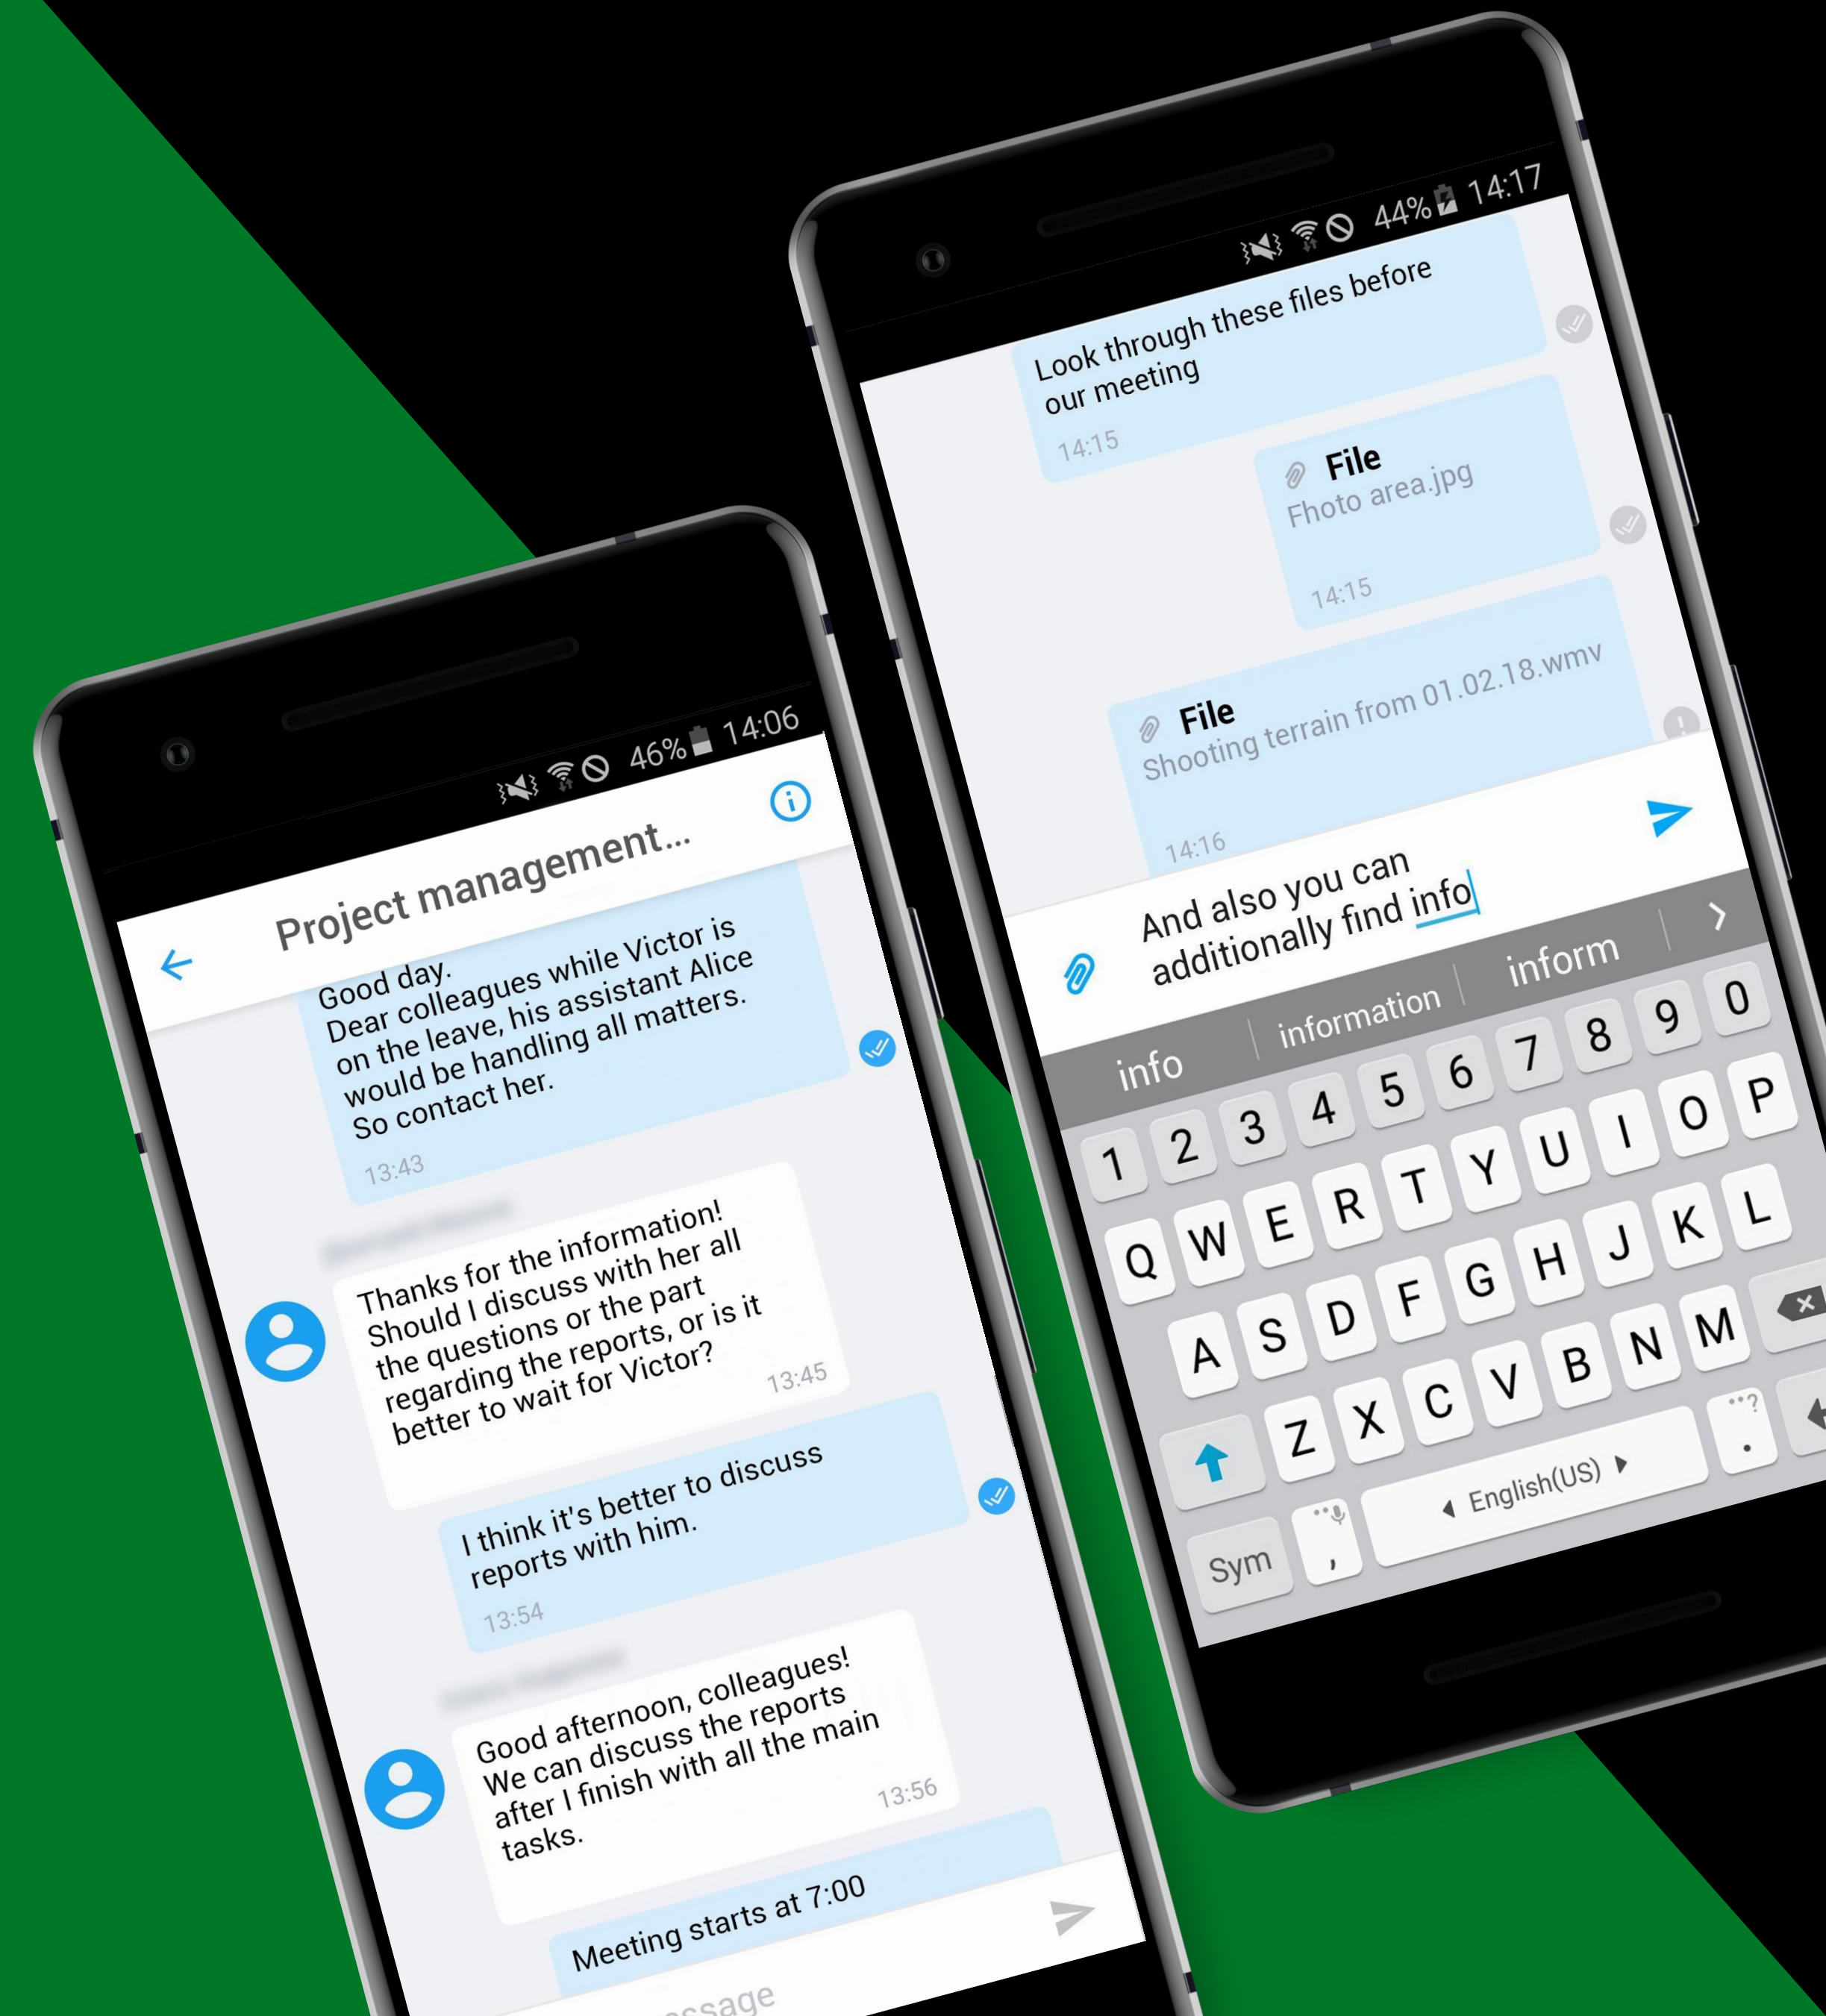 46% 14:06
Project management...
Good day.
Dear colleagues while Victor is
on the leave, his assistant Alice
would be handling all matters.
So contact her.
13:43
Thanks for the information!
Should I discuss with her all
the questions or the part
regarding the reports, or is it
better to wait for Victor?
13:45
I think it's better to discuss
reports with him.
13:54
Good afternoon, colleagues!
We can discuss the reports
after I finish with all the main
tasks.
13:56
Meeting starts at 7:00
44% 14:17
Look through these files before
our meeting
14:15
File
Fhoto area.jpg
14:15
File
Shooting terrain from 01.02.18.wmv
14:16
And also you can
additionally find info
info information inform
1 2 3 4 5 6 7 8 9 0
Q W E R T Y U I O P
A S D F G H J K L
Z X C V B N M
Sym , English(US) . ?